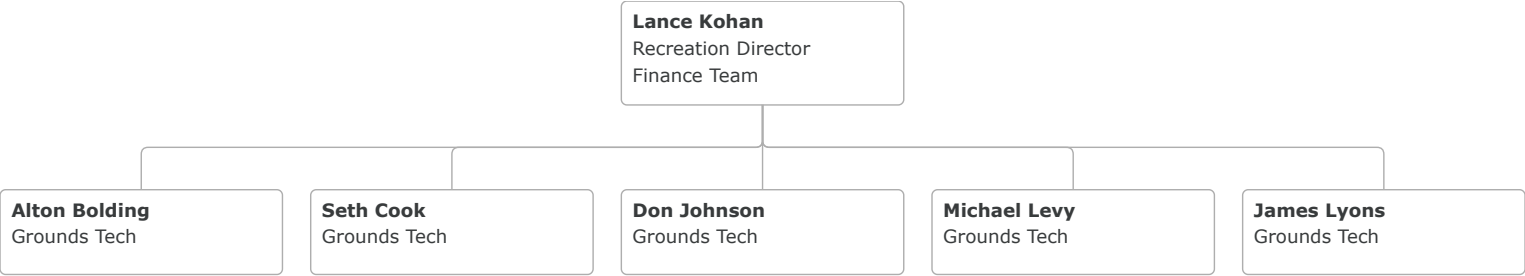 Lance Kohan
Recreation Director
Finance Team
Alton Bolding
Grounds Tech
Seth Cook
Grounds Tech
Don Johnson
Grounds Tech
Michael Levy
Grounds Tech
James Lyons
Grounds Tech